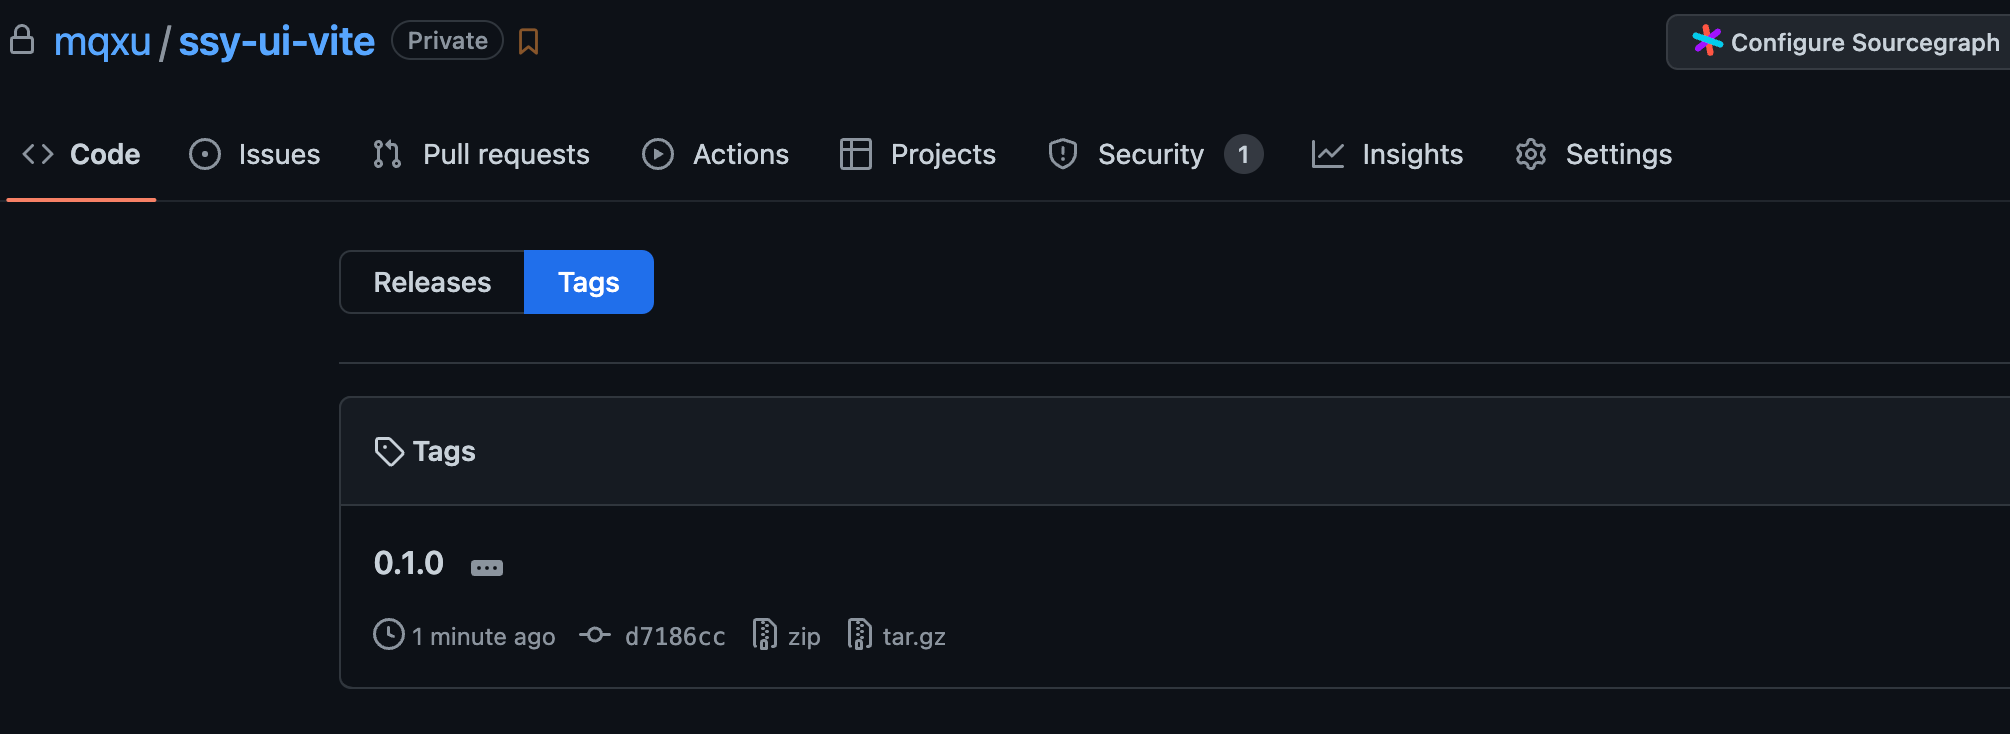 mqxu / ssy-ui-vite Private Configure Sourcegraph
Code Issues Pull requests Actions Projects Security 1 Insights Settings
Releases Tags
Tags
0.1.0 ...
1 minute ago d7186cc zip tar.gz